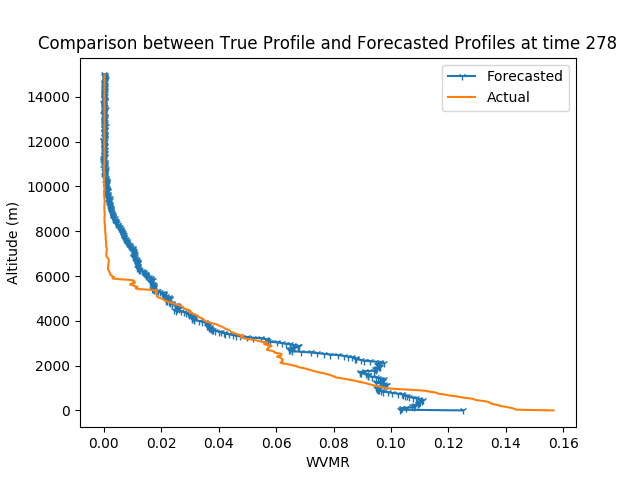 Comparison between True Profile and Forecasted Profiles at time 278
Forecasted
Actual
14000
12000
10000
8000
6000
4000
2000
0
Altitude (m)
0.00 0.02 0.04 0.06 0.08 0.10 0.12 0.14 0.16
WVMR